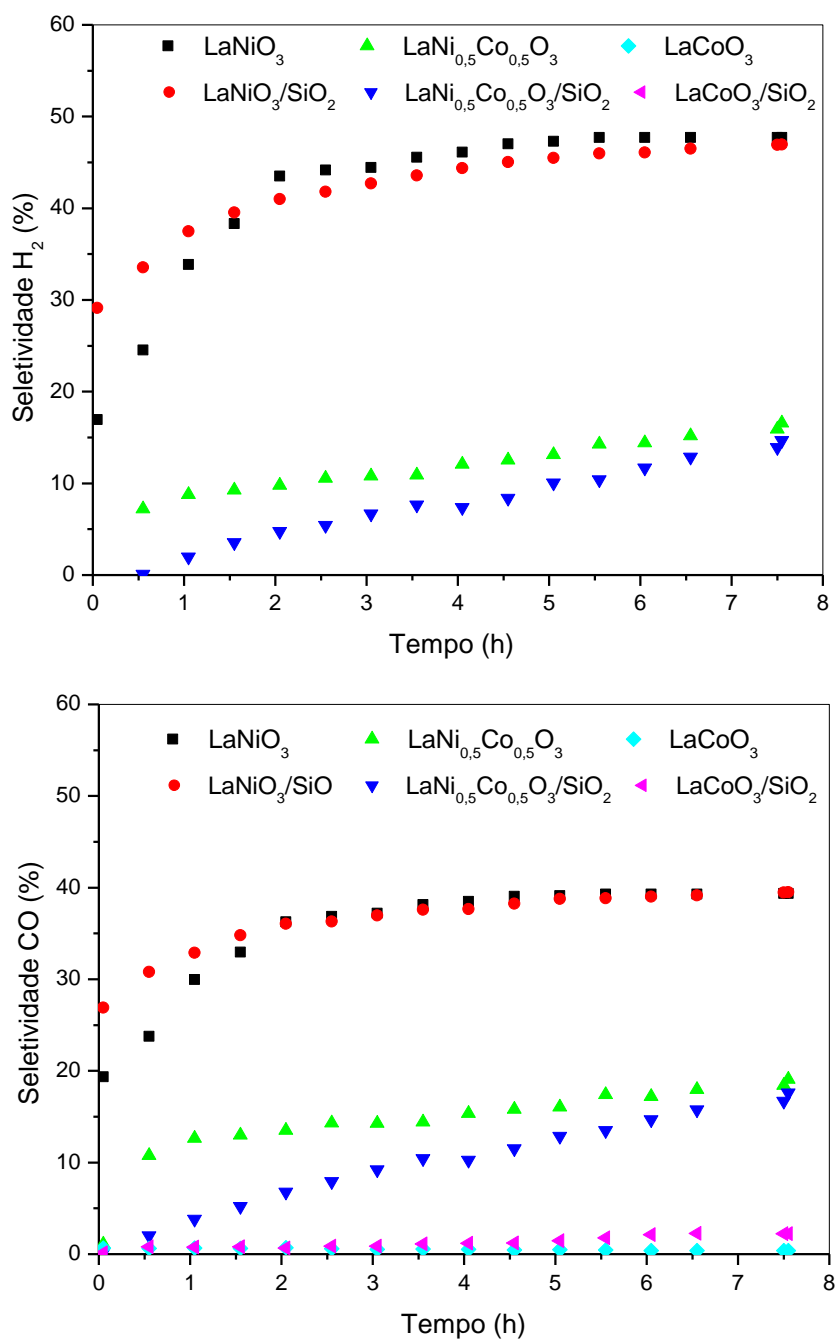 60
LaNiO₃ LaNi₀,₅Co₀,₅O₃ LaCoO₃
LaNiO₃/SiO₂ LaNi₀,₅Co₀,₅O₃/SiO₂ LaCoO₃/SiO₂
50
40
30
20
10
0
Seletividade H₂ (%)
0 1 2 3 4 5 6 7 8
Tempo (h)
60
LaNiO₃ LaNi₀,₅Co₀,₅O₃ LaCoO₃
LaNiO₃/SiO LaNi₀,₅Co₀,₅O₃/SiO₂ LaCoO₃/SiO₂
50
40
30
20
10
0
Seletividade CO (%)
0 1 2 3 4 5 6 7 8
Tempo (h)